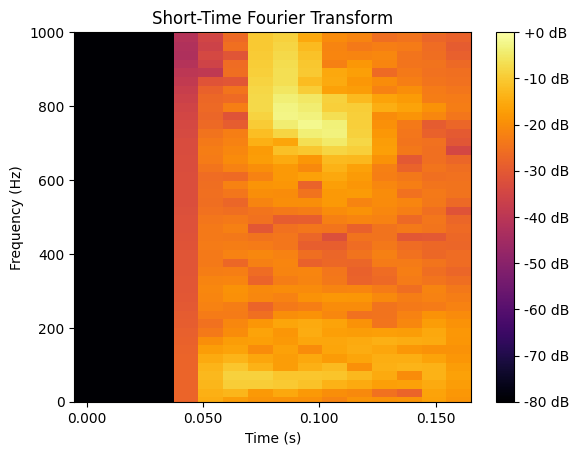 Short-Time Fourier Transform
1000
800
600
400
200
0
Frequency (Hz)
0.000
0.050
0.100
0.150
Time (s)
+0 dB
-10 dB
-20 dB
-30 dB
-40 dB
-50 dB
-60 dB
-70 dB
-80 dB